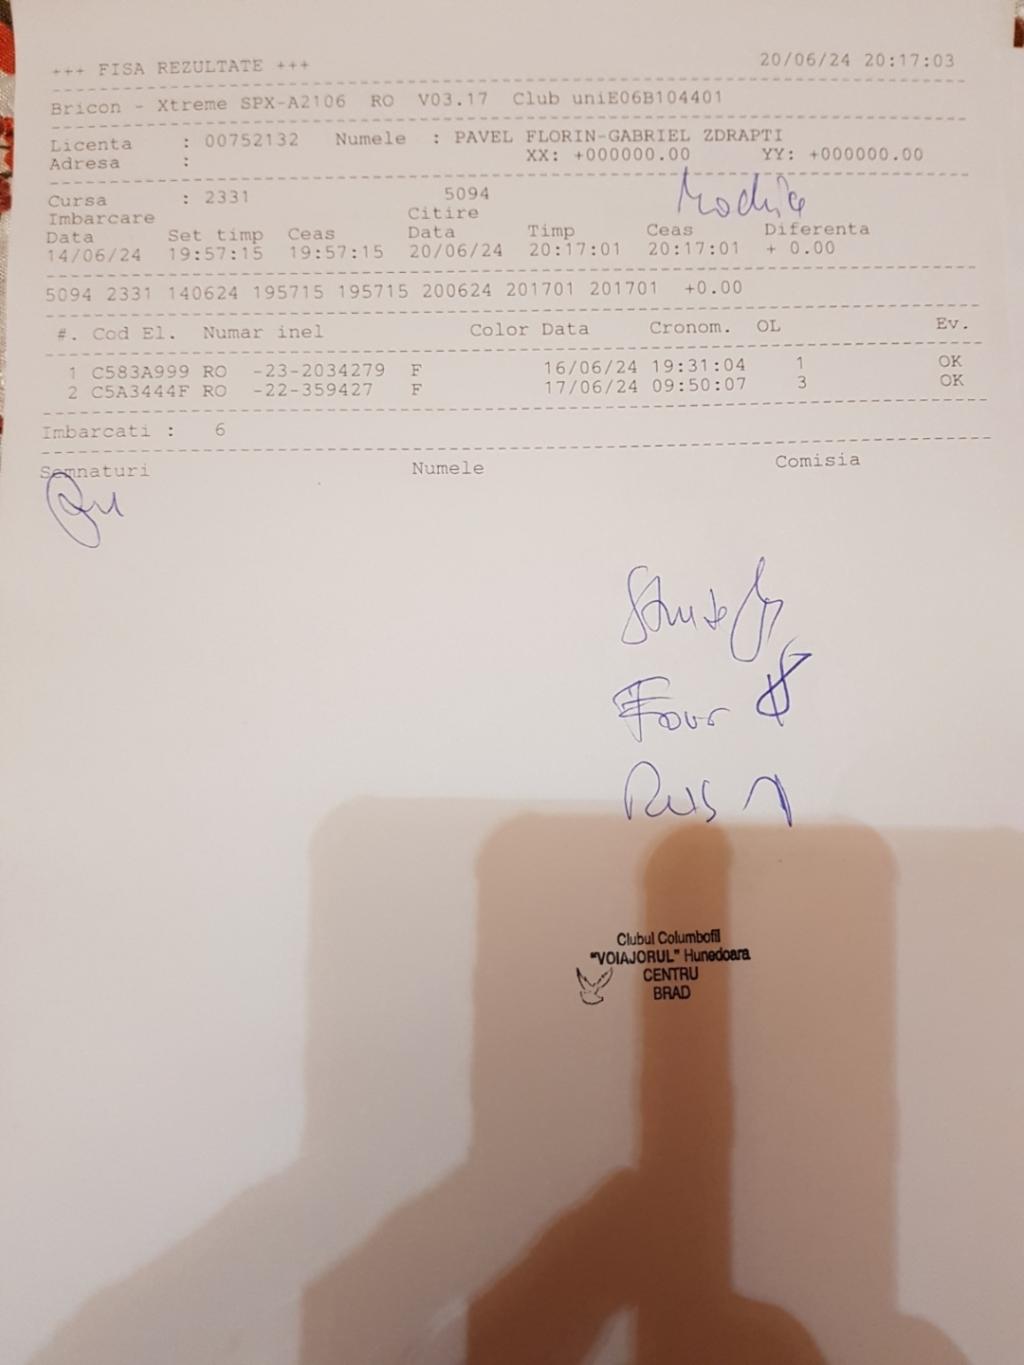 +++ FISA REZULTATE +++ 20/06/24 20:17:03
Bricon - Xtreme SPX-A2106 RO V03.17 Club uniE06B104401
Licenta : 00752132 Numele : PAVEL FLORIN-GABRIEL ZDRAPTI
Adresa : XX: +000000.00 YY: +000000.00
Cursa : 2331 5094
Imbarcare Citire
Data Set timp Ceas Data Timp Ceas Diferenta
14/06/24 19:57:15 19:57:15 20/06/24 20:17:01 20:17:01 + 0.00
5094 2331 140624 195715 195715 200624 201701 201701 +0.00
#. Cod El. Numar inel Color Data Cronom. OL Ev.
1 C583A999 RO -23-2034279 F 16/06/24 19:31:04 1 OK
2 C5A3444F RO -22-359427 F 17/06/24 09:50:07 3 OK
Imbarcati : 6
Semnaturi Numele Comisia
Rus
Clubul Columbofil
"VOIAJORUL" Hunedoara
CENTRU
BRAD